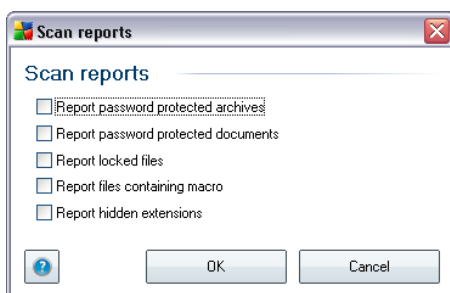 Scan reports
Scan reports
Report password protected archives
Report password protected documents
Report locked files
Report files containing macro
Report hidden extensions
?
OK
Cancel